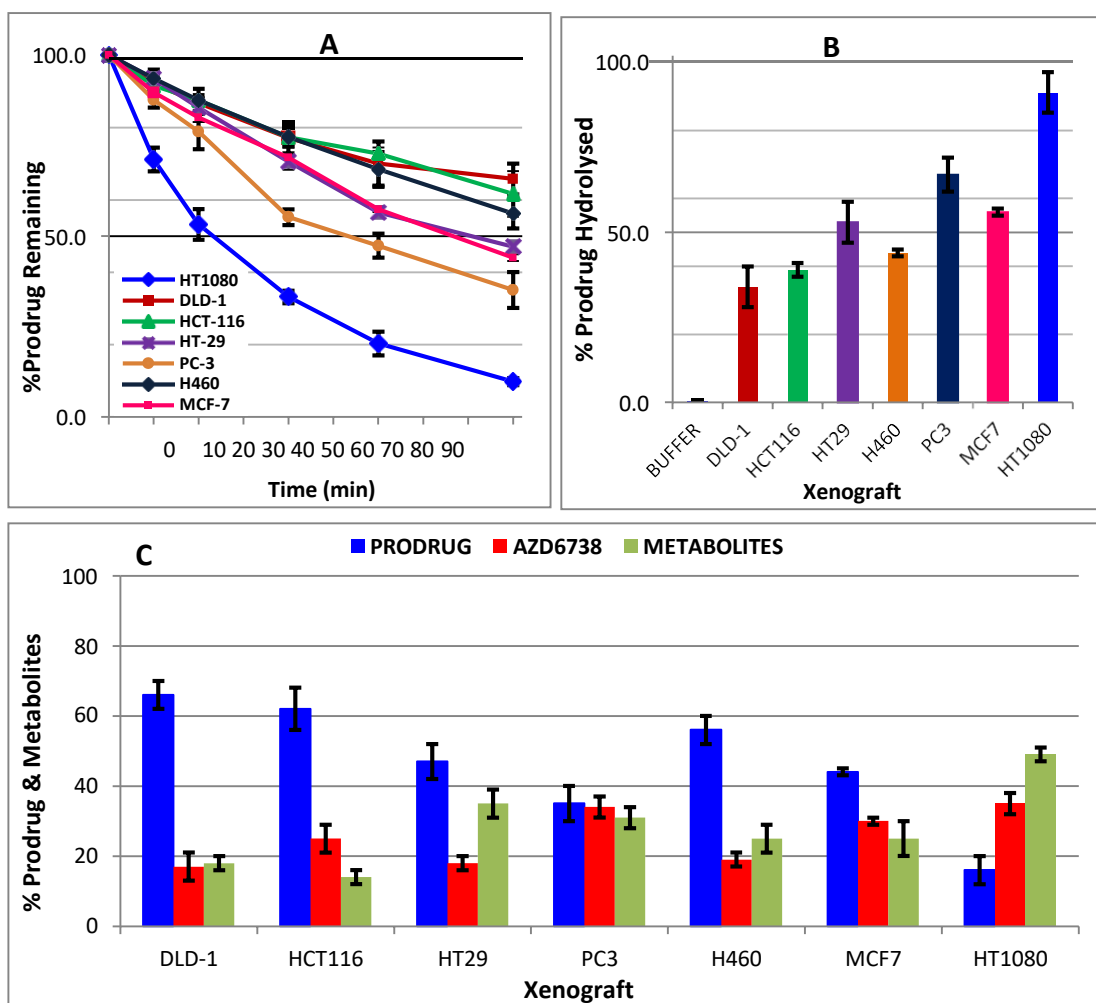 A
%Prodrug Remaining
100.0
50.0
0.0
HT1080
DLD-1
HCT-116
HT-29
PC-3
H460
MCF-7
0 10 20 30 40 50 60 70 80 90
Time (min)
B
% Prodrug Hydrolysed
100.0
50.0
0.0
BUFFER
DLD-1
HCT116
HT29
H460
PC3
MCF7
HT1080
Xenograft
C
PRODRUG AZD6738 METABOLITES
% Prodrug & Metabolites
100
80
60
40
20
0
DLD-1 HCT116 HT29 PC3 H460 MCF7 HT1080
Xenograft